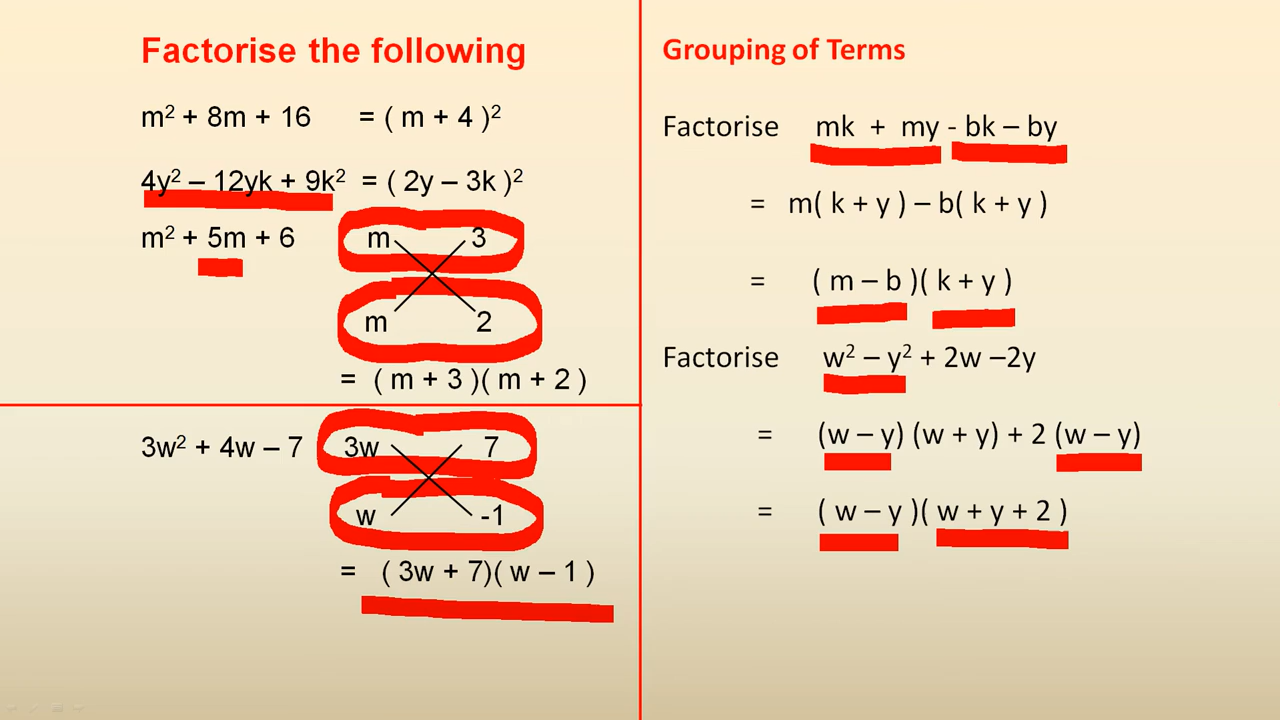 Factorise the following
m² + 8m + 16 = ( m + 4 )²
4y² – 12yk + 9k² = ( 2y – 3k )²
m² + 5m + 6 m 3
m 2
= ( m + 3 )( m + 2 )
3w² + 4w – 7 3w 7
w -1
= ( 3w + 7)( w – 1 )
Grouping of Terms
Factorise mk + my - bk – by
= m( k + y ) – b( k + y )
= ( m – b )( k + y )
Factorise w² – y² + 2w –2y
= (w – y) (w + y) + 2 (w – y)
= ( w – y )( w + y + 2 )